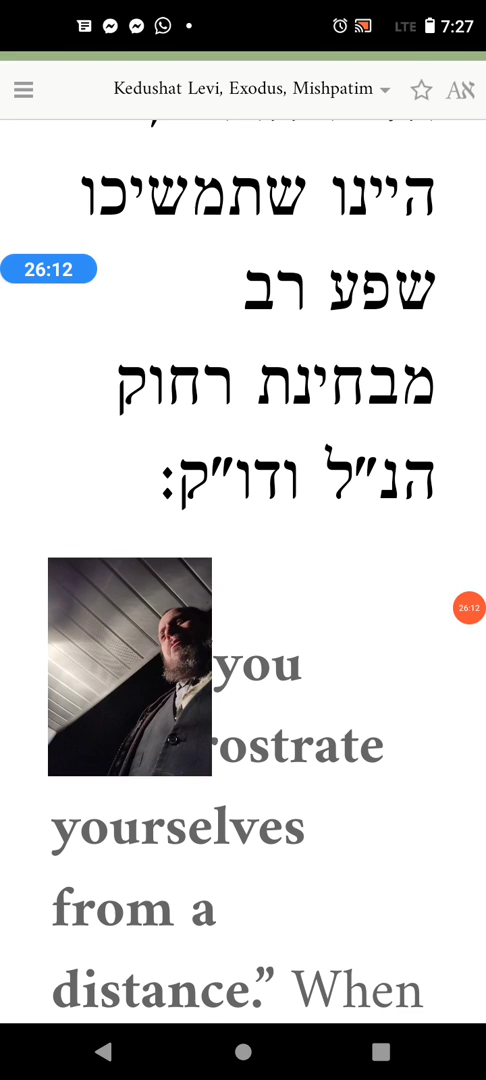 LTE 7:27
Kedushat Levi, Exodus, Mishpatim
Aא
היינו שתמשיכו
26:12
שפע רב
מבחינת רחוק
הנ"ל ודו"ק:
26:12
you
rostrate
yourselves
from a
distance.” When